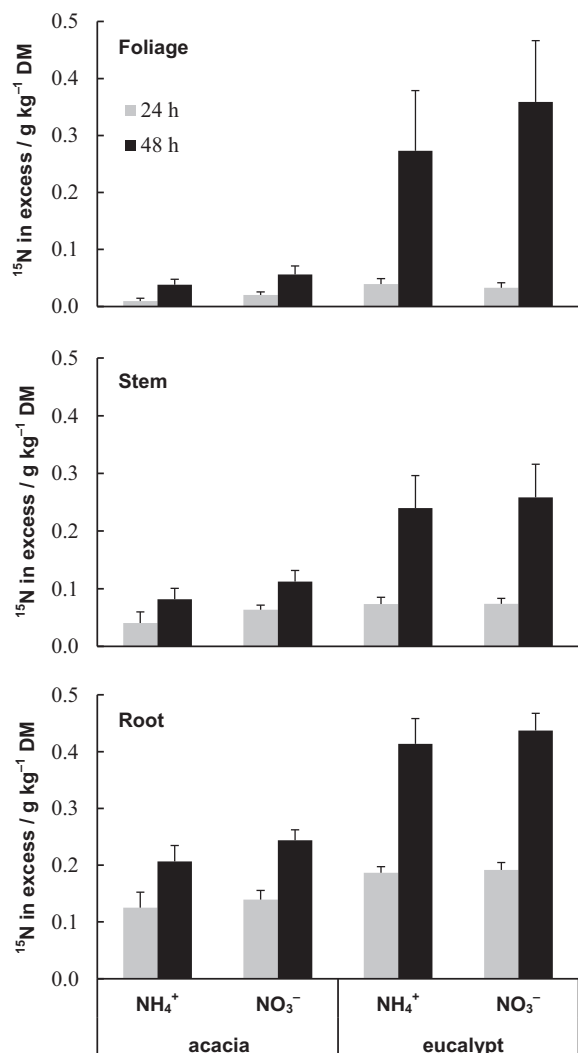 0.5
Foliage
24 h
0.4
48 h
0.3
0.2
0.1
0.0
¹⁵N in excess / g kg⁻¹ DM
0.5
Stem
0.4
0.3
0.2
0.1
0.0
¹⁵N in excess / g kg⁻¹ DM
0.5
Root
0.4
0.3
0.2
0.1
0.0
¹⁵N in excess / g kg⁻¹ DM
NH₄⁺ NO₃⁻ NH₄⁺ NO₃⁻
acacia eucalypt